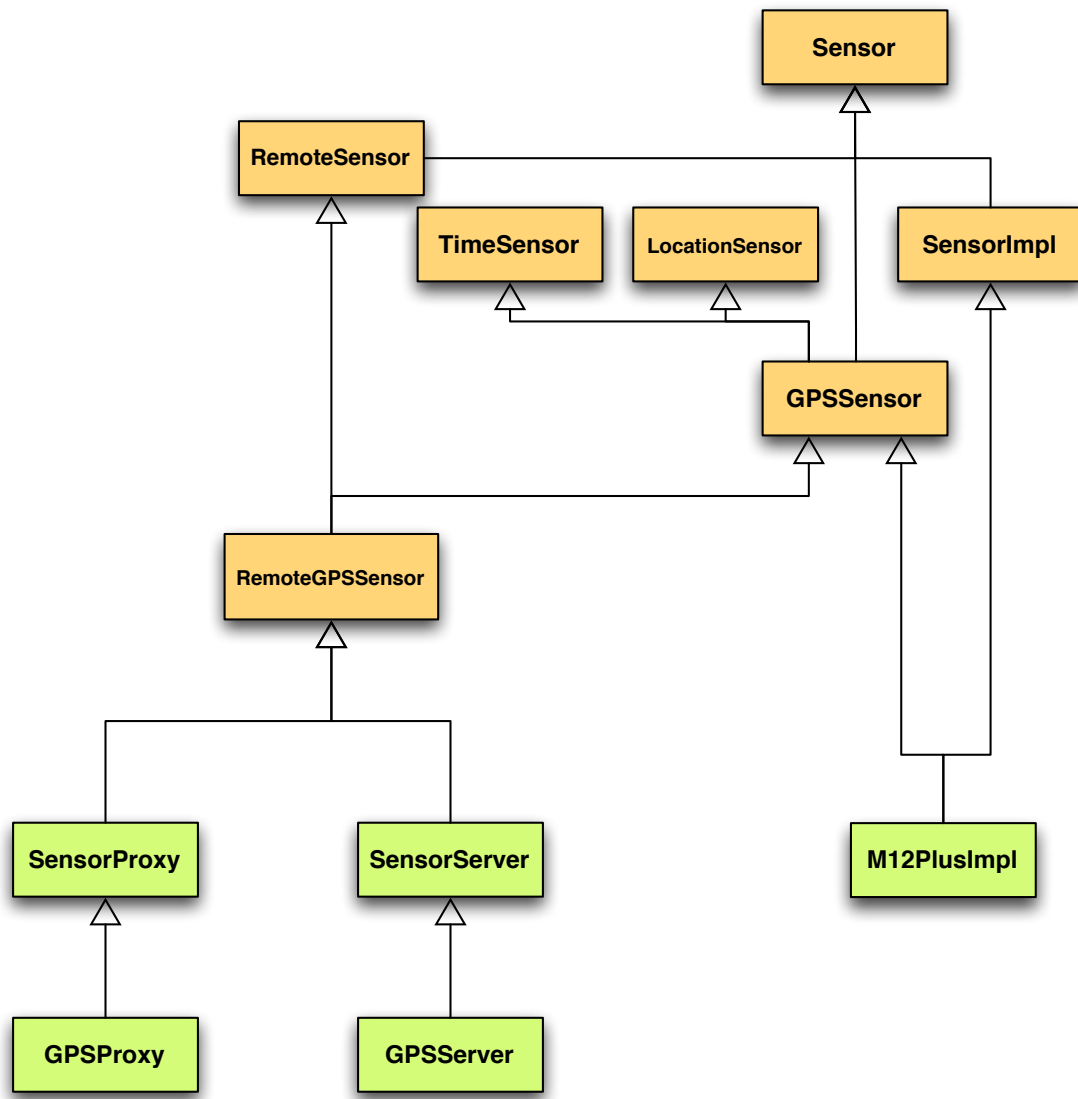 Sensor
RemoteSensor
TimeSensor
LocationSensor
SensorImpl
GPSSensor
RemoteGPSSensor
SensorProxy
SensorServer
M12PlusImpl
GPSProxy
GPSServer